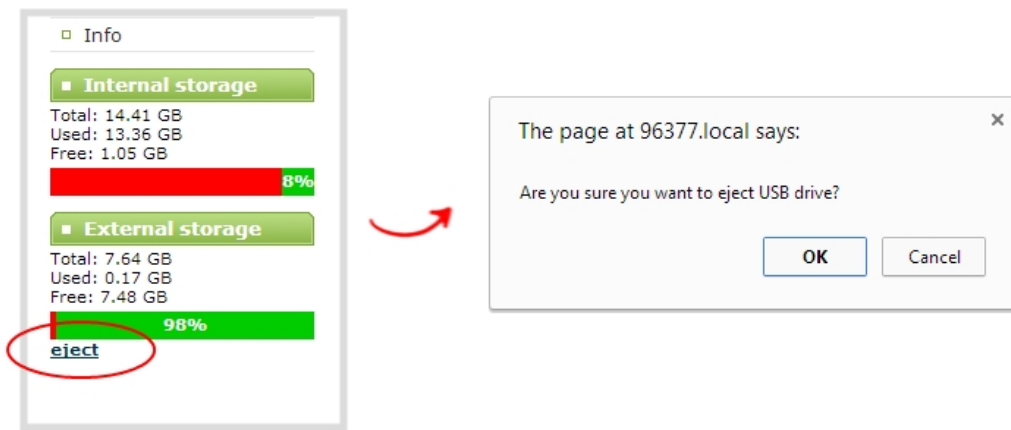 Info
Internal storage
Total: 14.41 GB
Used: 13.36 GB
Free: 1.05 GB
8%
External storage
Total: 7.64 GB
Used: 0.17 GB
Free: 7.48 GB
98%
eject
The page at 96377.local says:
Are you sure you want to eject USB drive?
OK
Cancel